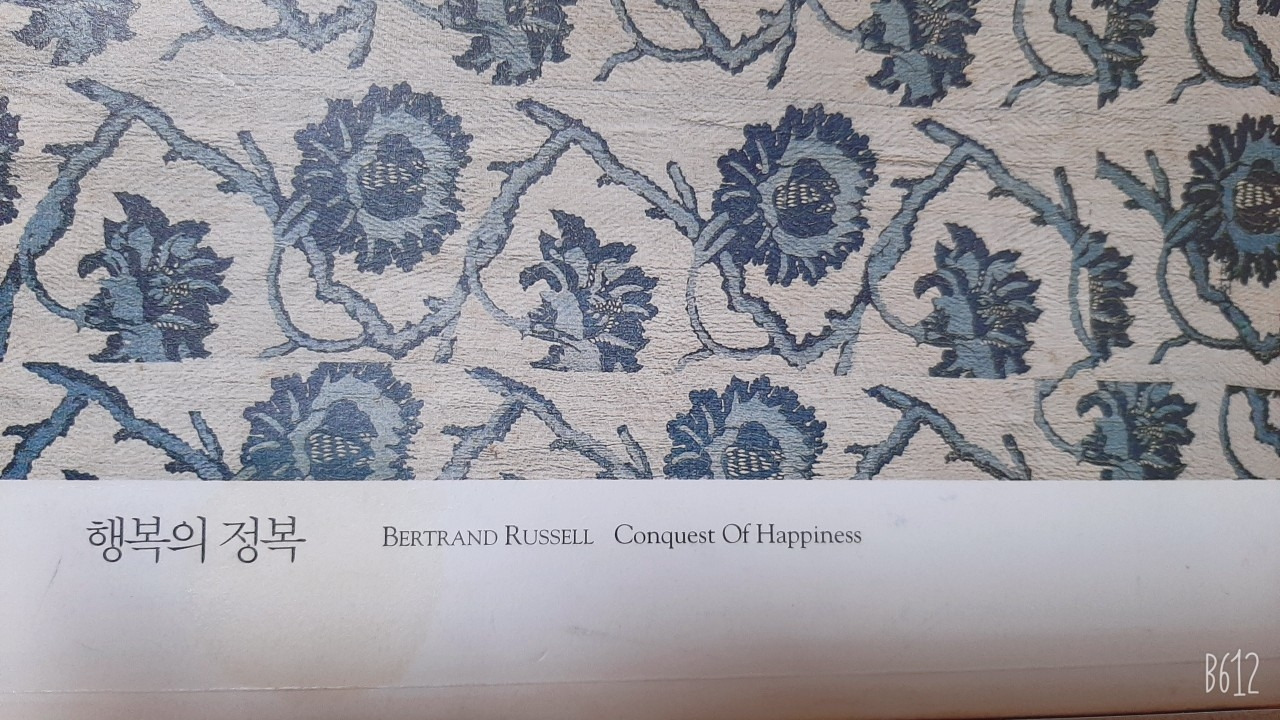 행복의 정복 BERTRAND RUSSELL Conquest Of Happiness
B612